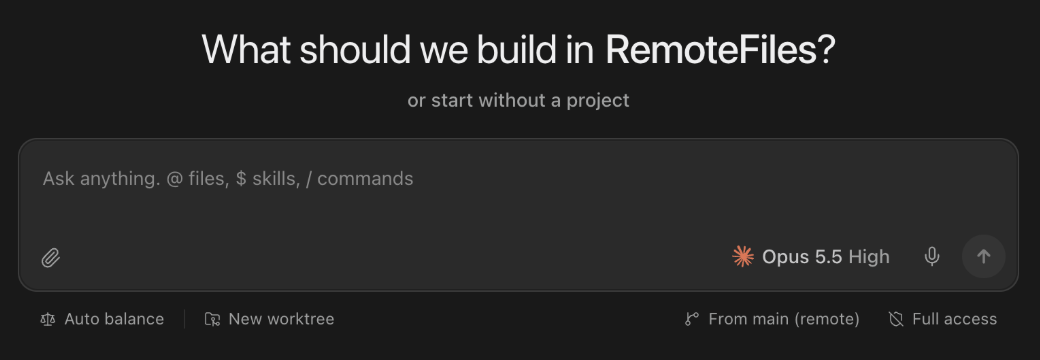 What should we build in RemoteFiles?
or start without a project
Ask anything. @ files, $ skills, / commands
Opus 5.5 High
Auto balance New worktree From main (remote) Full access